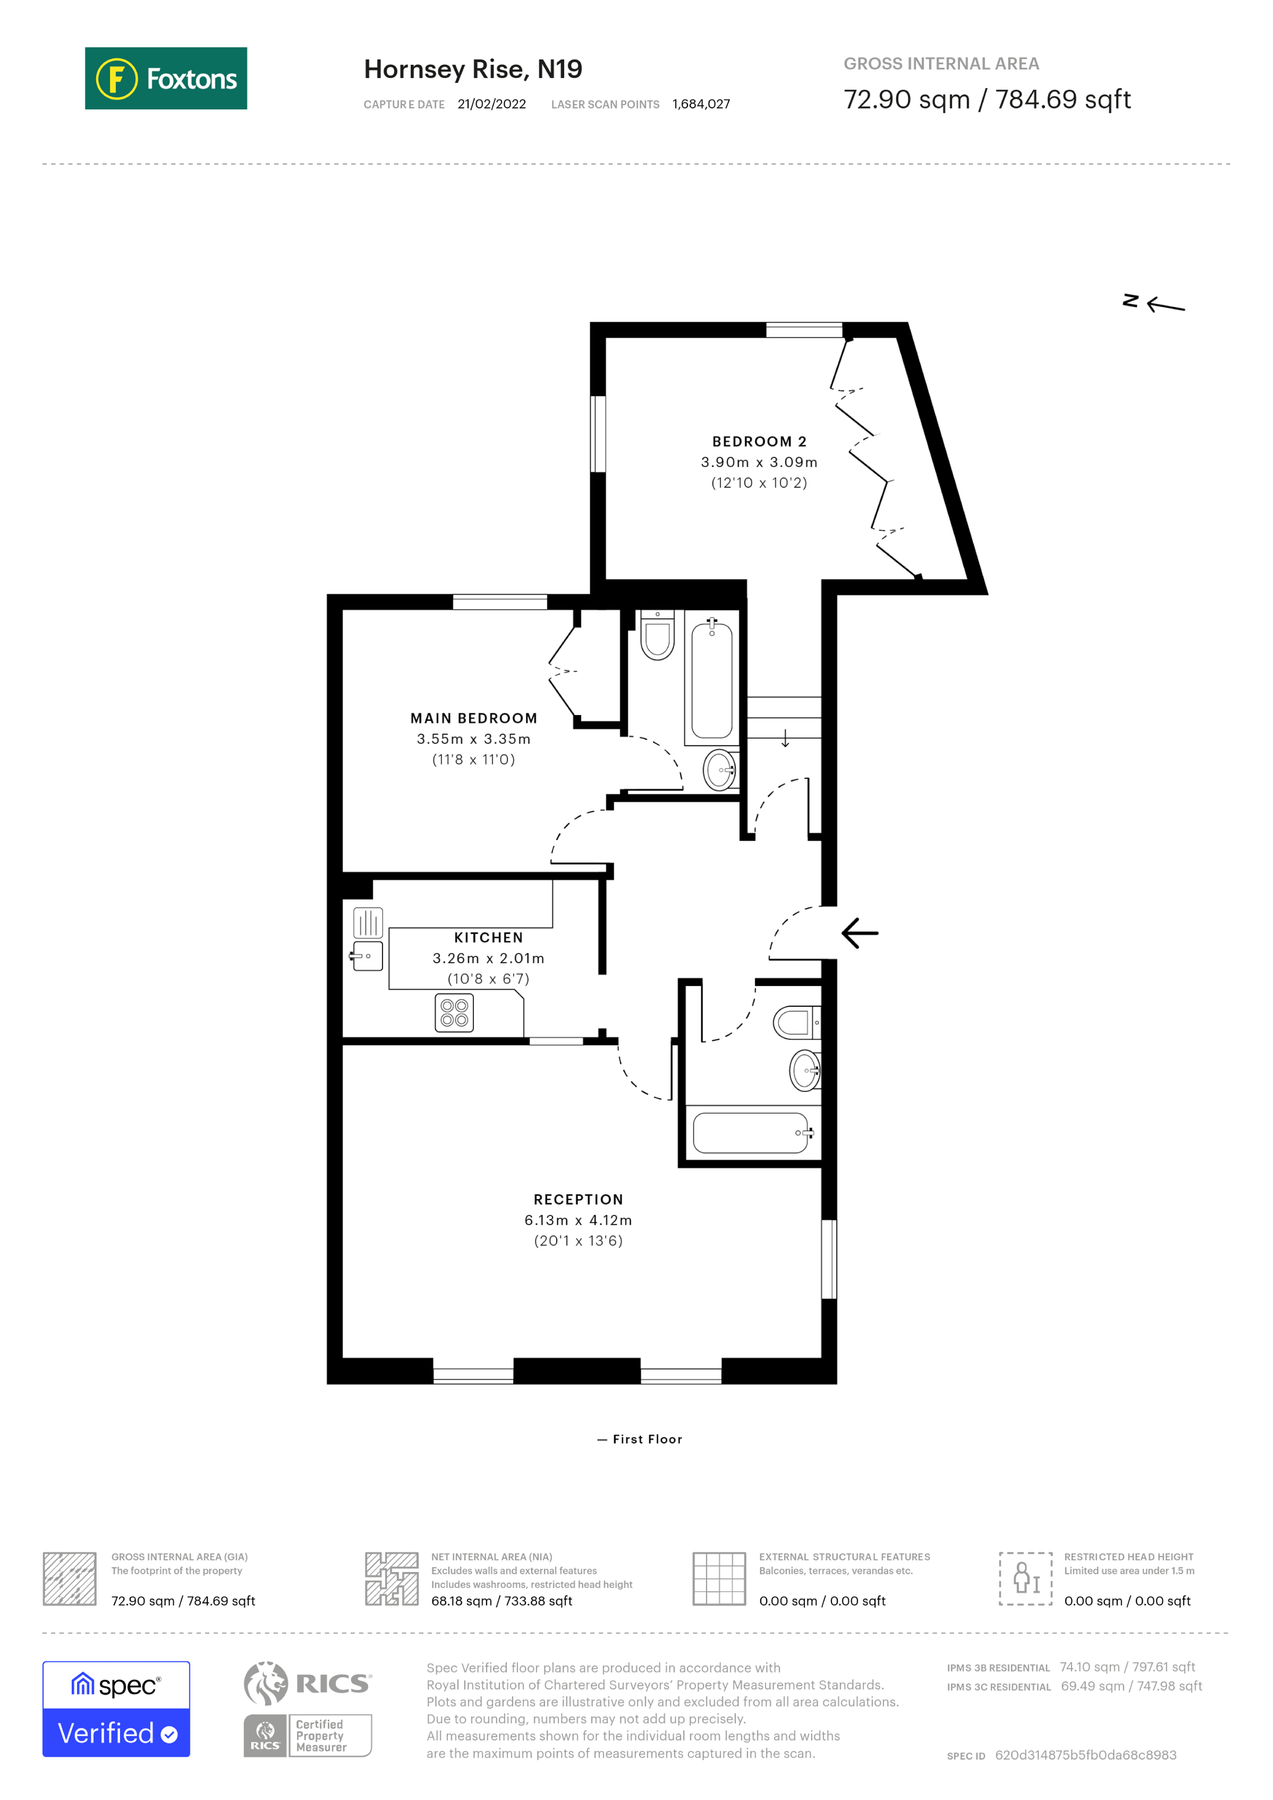 Foxtons
Hornsey Rise, N19
CAPTURE DATE 21/02/2022 LASER SCAN POINTS 1,684,027
GROSS INTERNAL AREA
72.90 sqm / 784.69 sqft
N
BEDROOM 2
3.90m x 3.09m
(12'10 x 10'2)
MAIN BEDROOM
3.55m x 3.35m
(11'8 x 11'0)
KITCHEN
3.26m x 2.01m
(10'8 x 6'7)
RECEPTION
6.13m x 4.12m
(20'1 x 13'6)
— First Floor
GROSS INTERNAL AREA (GIA)
The footprint of the property
72.90 sqm / 784.69 sqft
NET INTERNAL AREA (NIA)
Excludes walls and external features
Includes washrooms, restricted head height
68.18 sqm / 733.88 sqft
EXTERNAL STRUCTURAL FEATURES
Balconies, terraces, verandas etc.
0.00 sqm / 0.00 sqft
RESTRICTED HEAD HEIGHT
Limited use area under 1.5 m
0.00 sqm / 0.00 sqft
spec®
Verified
RICS
RICS
Certified
Property
Measurer
Spec Verified floor plans are produced in accordance with
Royal Institution of Chartered Surveyors' Property Measurement Standards.
Plots and gardens are illustrative only and excluded from all area calculations.
Due to rounding, numbers may not add up precisely.
All measurements shown for the individual room lengths and widths
are the maximum points of measurements captured in the scan.
IPMS 3B RESIDENTIAL 74.10 sqm / 797.61 sqft
IPMS 3C RESIDENTIAL 69.49 sqm / 747.98 sqft
SPEC ID 620d314875b5fb0da68c8983